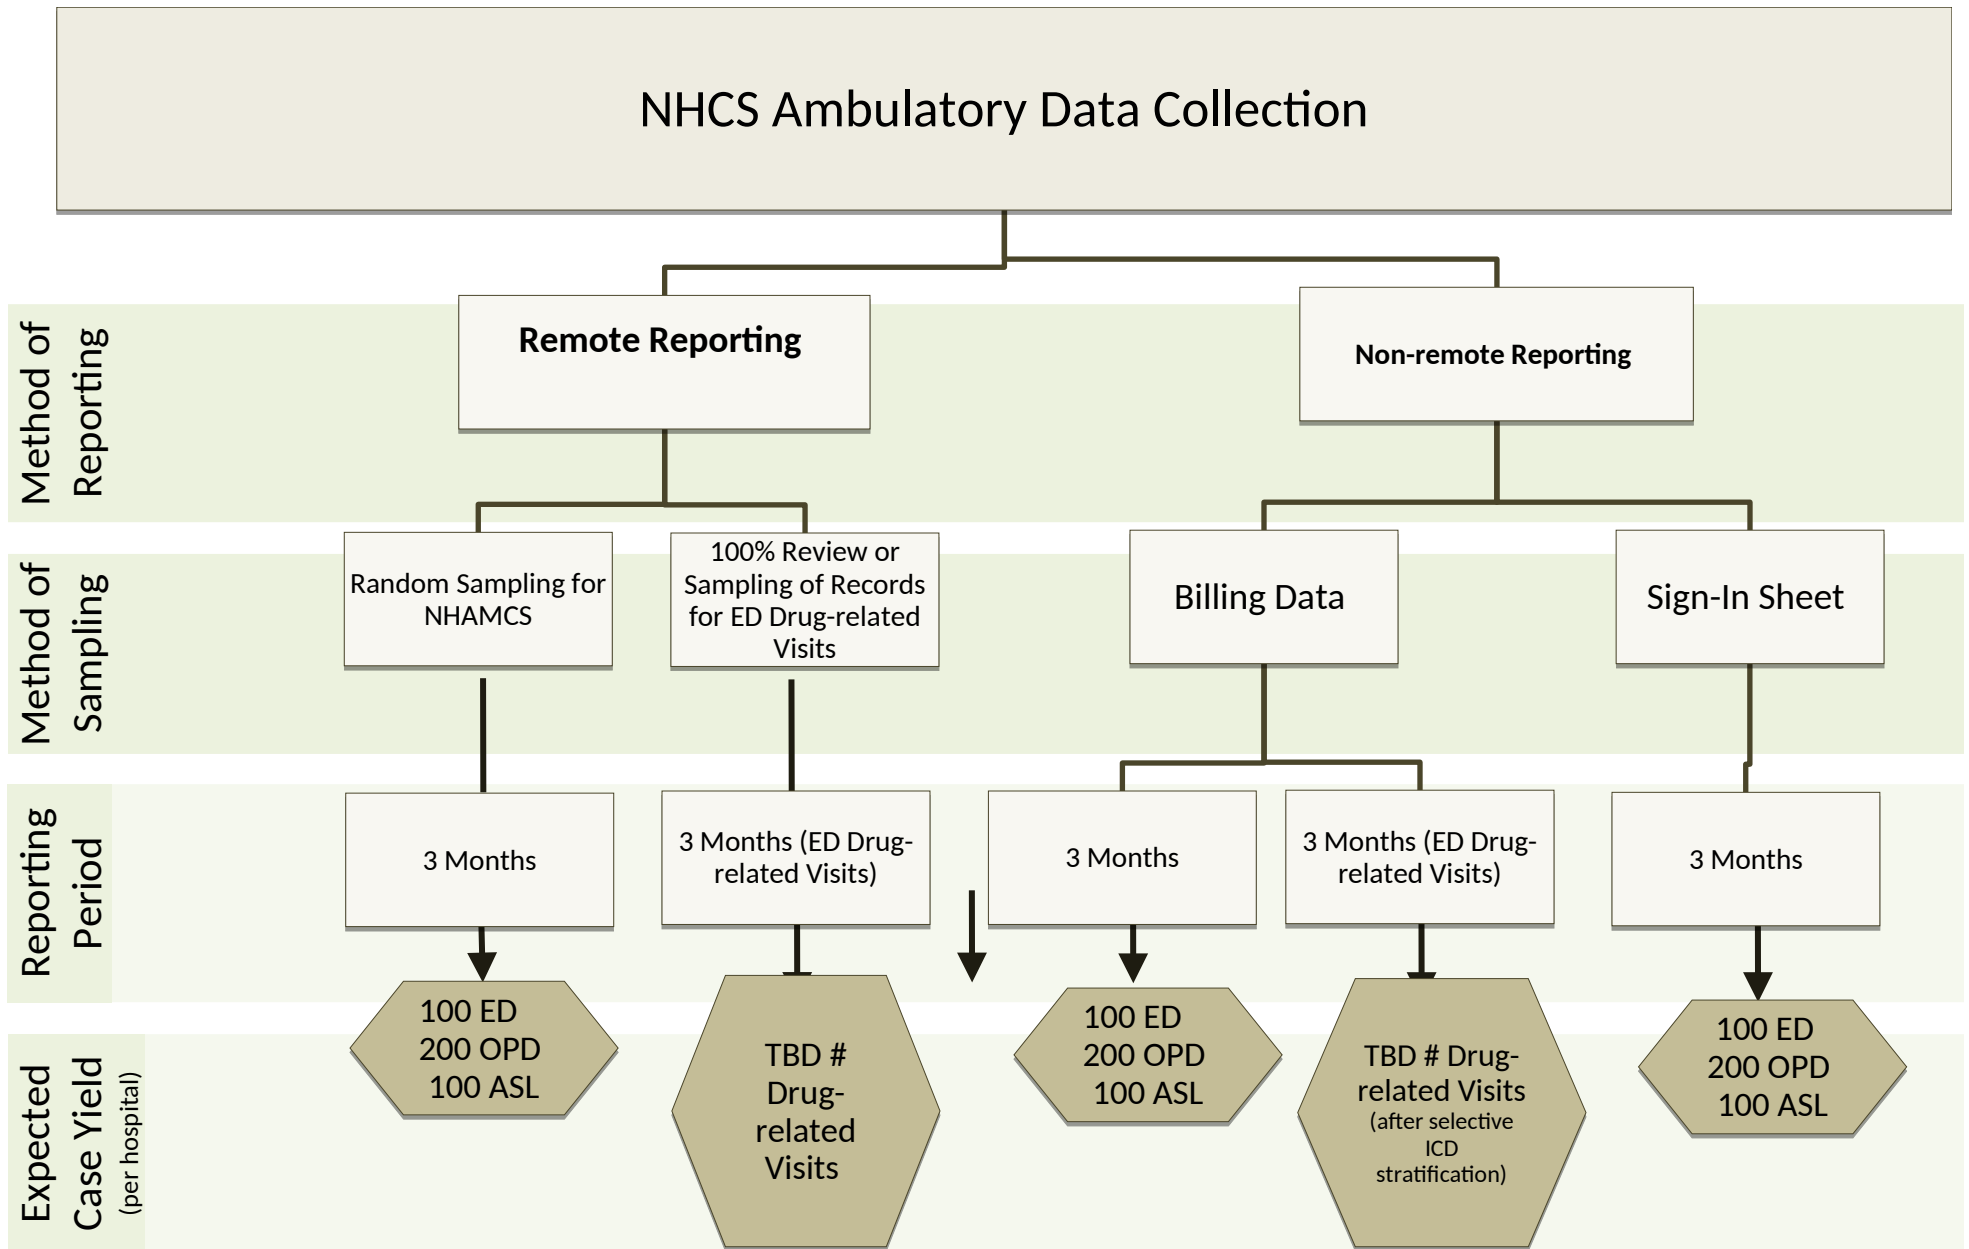 NHCS Ambulatory Data Collection
Method of
Reporting
Remote Reporting
Non-remote Reporting
Method of
Sampling
Random Sampling for
NHAMCS
100% Review or
Sampling of Records
for ED Drug-related
Visits
Billing Data
Sign-In Sheet
Reporting
Period
3 Months
3 Months (ED Drug-
related Visits)
3 Months
3 Months (ED Drug-
related Visits)
3 Months
Expected
Case Yield
(per hospital)
100 ED
200 OPD
100 ASL
TBD #
Drug-
related
Visits
100 ED
200 OPD
100 ASL
TBD # Drug-
related Visits
(after selective
ICD
stratification)
100 ED
200 OPD
100 ASL